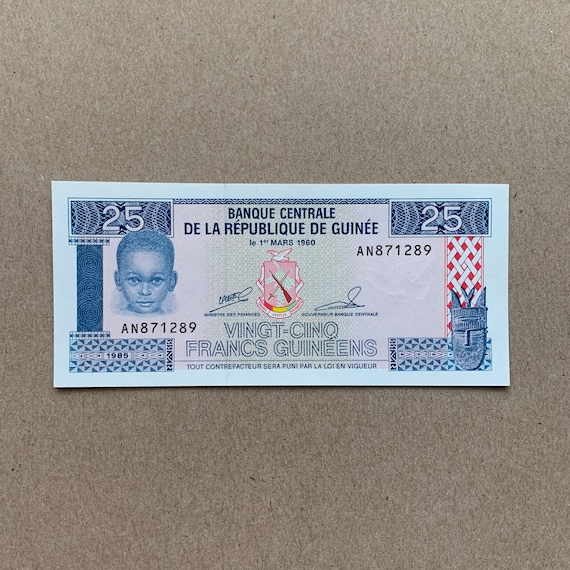 25
25
BANQUE CENTRALE
DE LA RÉPUBLIQUE DE GUINÉE
le 1er MARS 1960
AN871289
MINISTRE DES FINANCES
GOUVERNEUR BANQUE CENTRALE
AN871289
VINGT-CINQ
FRANCS GUINÉENS
1985
TOUT CONTREFACTEUR SERA PUNI PAR LA LOI EN VIGUEUR